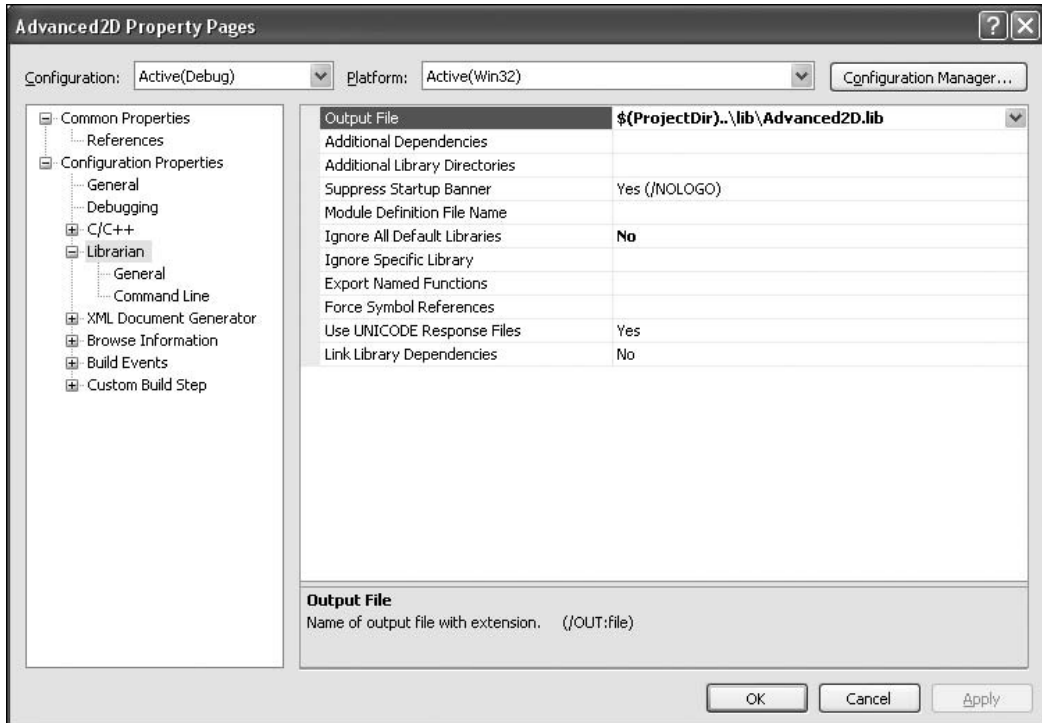 Advanced2D Property Pages
Configuration: Active(Debug) Platform: Active(Win32) Configuration Manager...
Common Properties
References
Configuration Properties
General
Debugging
C/C++
Librarian
General
Command Line
XML Document Generator
Browse Information
Build Events
Custom Build Step
Output File $(ProjectDir)..\lib\Advanced2D.lib
Additional Dependencies
Additional Library Directories
Suppress Startup Banner Yes (/NOLOGO)
Module Definition File Name
Ignore All Default Libraries No
Ignore Specific Library
Export Named Functions
Force Symbol References
Use UNICODE Response Files Yes
Link Library Dependencies No
Output File
Name of output file with extension. (/OUT:file)
OK Cancel Apply